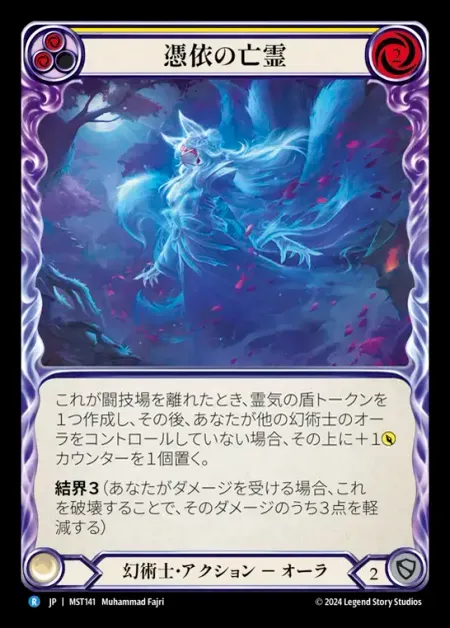 憑依の亡霊
2
これが闘技場を離れたとき、霊気の盾トークンを
１つ作成し、その後、あなたが他の幻術士のオー
ラをコントロールしていない場合、その上に＋１
カウンターを１個置く。
結界３（あなたがダメージを受ける場合、これ
を破壊することで、そのダメージのうち３点を軽
減する）
幻術士・アクション － オーラ
2
R JP | MST141 Muhammad Fajri
© 2024 Legend Story Studios